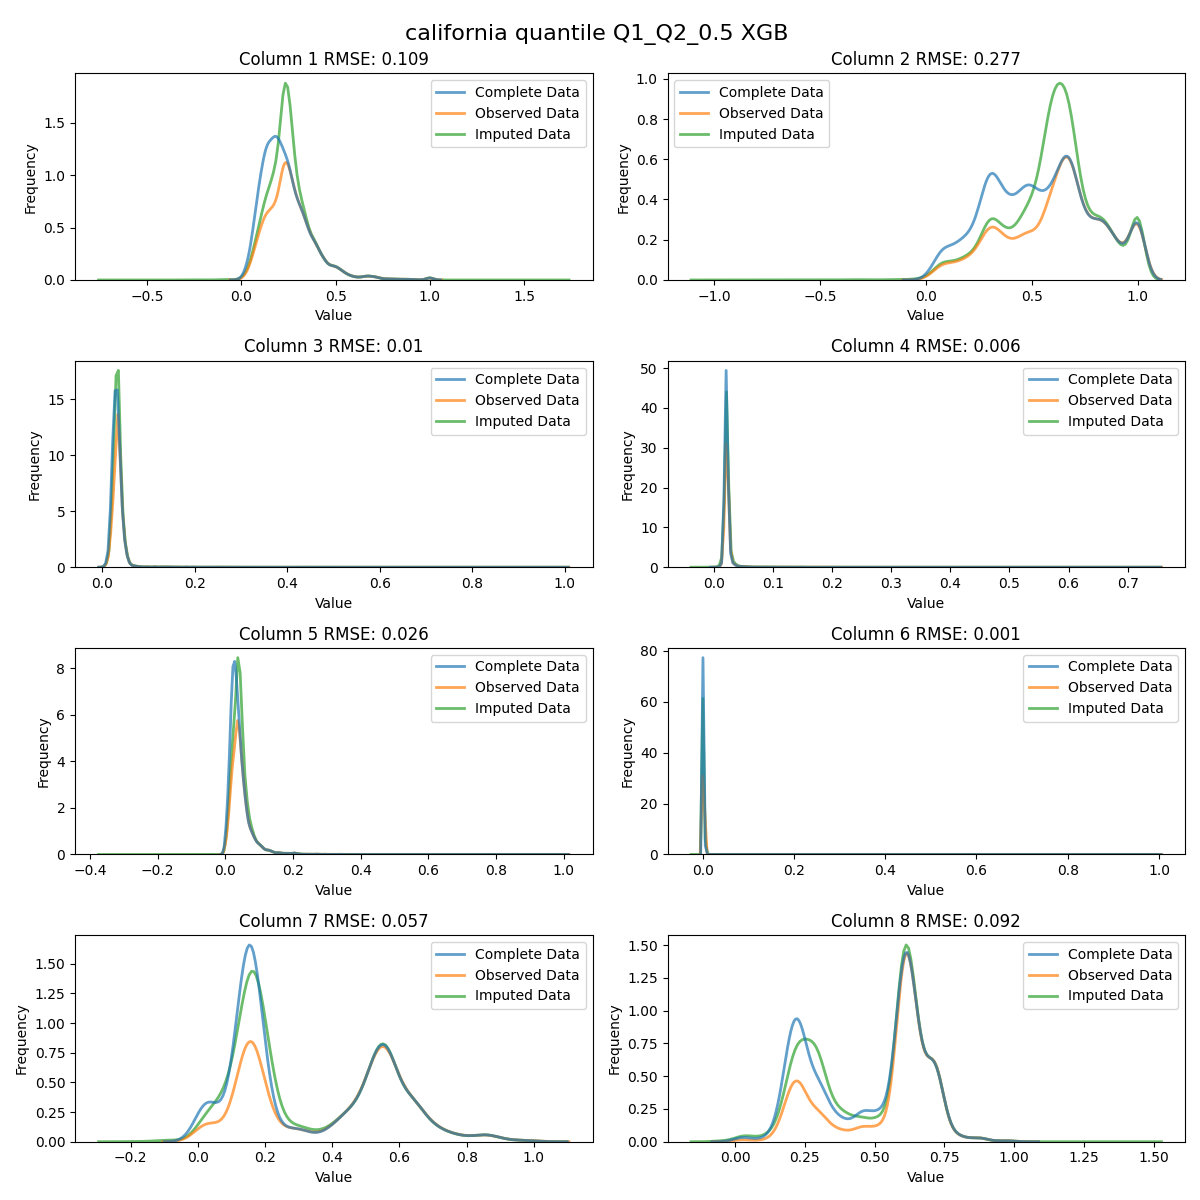 california quantile Q1_Q2_0.5 XGB
Column 1 RMSE: 0.109
Frequency
1.5
1.0
0.5
0.0
−0.5
0.0
0.5
1.0
1.5
Value
Complete Data
Observed Data
Imputed Data
Column 2 RMSE: 0.277
Frequency
1.0
0.8
0.6
0.4
0.2
0.0
−1.0
−0.5
0.0
0.5
1.0
Value
Complete Data
Observed Data
Imputed Data
Column 3 RMSE: 0.01
Frequency
15
10
5
0
0.0
0.2
0.4
0.6
0.8
1.0
Value
Complete Data
Observed Data
Imputed Data
Column 4 RMSE: 0.006
Frequency
50
40
30
20
10
0
0.0
0.1
0.2
0.3
0.4
0.5
0.6
0.7
Value
Complete Data
Observed Data
Imputed Data
Column 5 RMSE: 0.026
Frequency
8
6
4
2
0
−0.4
−0.2
0.0
0.2
0.4
0.6
0.8
1.0
Value
Complete Data
Observed Data
Imputed Data
Column 6 RMSE: 0.001
Frequency
80
60
40
20
0
0.0
0.2
0.4
0.6
0.8
1.0
Value
Complete Data
Observed Data
Imputed Data
Column 7 RMSE: 0.057
Frequency
1.50
1.25
1.00
0.75
0.50
0.25
0.00
−0.2
0.0
0.2
0.4
0.6
0.8
1.0
Value
Complete Data
Observed Data
Imputed Data
Column 8 RMSE: 0.092
Frequency
1.50
1.25
1.00
0.75
0.50
0.25
0.00
0.00
0.25
0.50
0.75
1.00
1.25
1.50
Value
Complete Data
Observed Data
Imputed Data